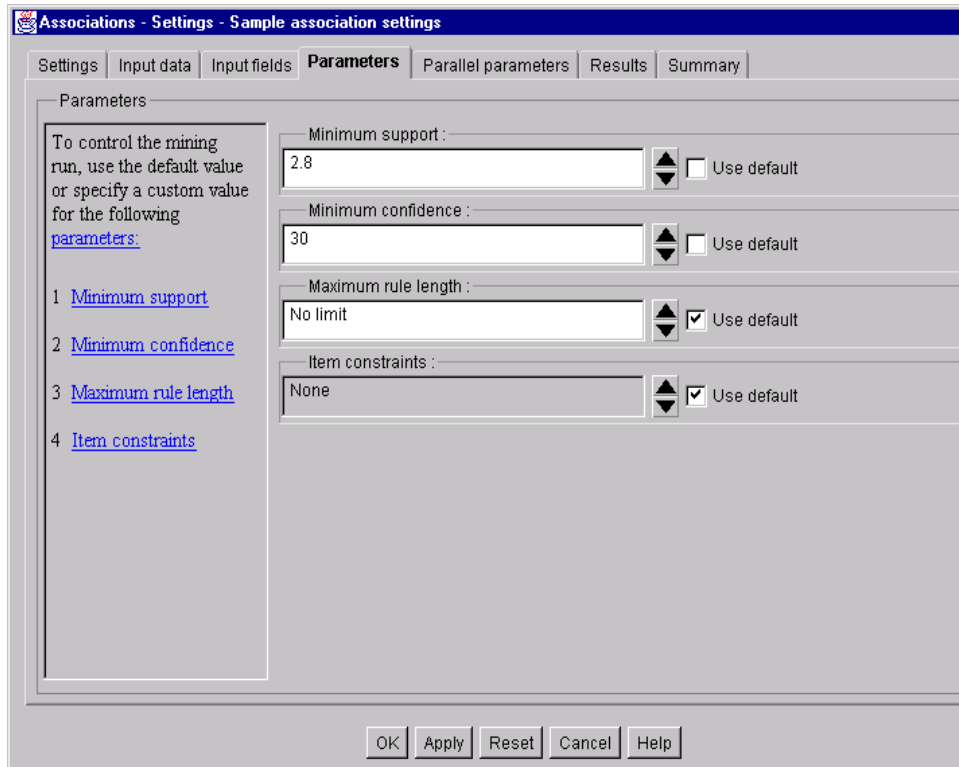 Associations - Settings - Sample association settings
Settings Input data Input fields Parameters Parallel parameters Results Summary
Parameters
To control the mining
run, use the default value
or specify a custom value
for the following
parameters:
1 Minimum support
2 Minimum confidence
3 Maximum rule length
4 Item constraints
Minimum support :
2.8
Use default
Minimum confidence :
30
Use default
Maximum rule length :
No limit
Use default
Item constraints :
None
Use default
OK Apply Reset Cancel Help